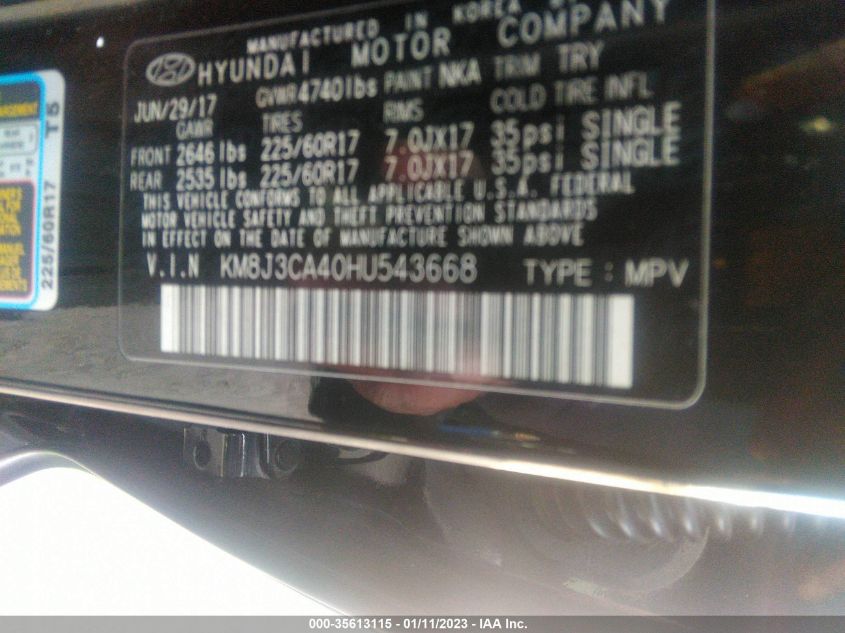 MANUFACTURED IN KOREA
HYUNDAI MOTOR COMPANY
JUN/29/17 GVWR 4740lbs PAINT NKA TRIM TRY
GAWR TIRES RIMS COLD TIRE INFL
FRONT 2646 lbs 225/60R17 7.0JX17 35psi SINGLE
REAR 2535 lbs 225/60R17 7.0JX17 35psi SINGLE
THIS VEHICLE CONFORMS TO ALL APPLICABLE U.S.A. FEDERAL
MOTOR VEHICLE SAFETY AND THEFT PREVENTION STANDARDS
IN EFFECT ON THE DATE OF MANUFACTURE SHOWN ABOVE
V.I.N KM8J3CA40HU543668 TYPE : MPV
225/60R17 T5
000-35613115 - 01/11/2023 - IAA Inc.